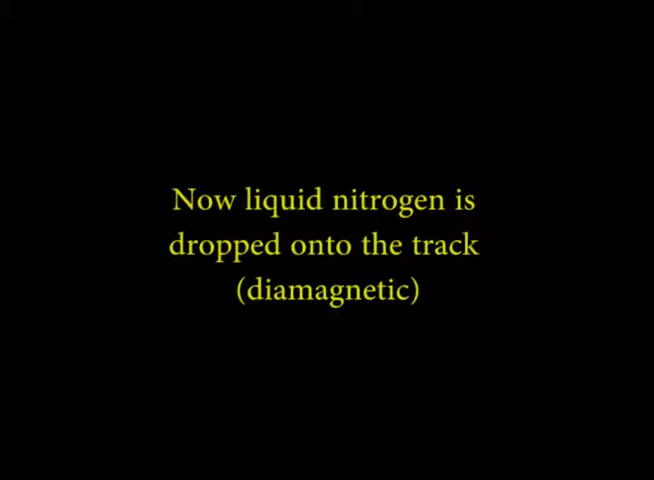 Now liquid nitrogen is
dropped onto the track
(diamagnetic)